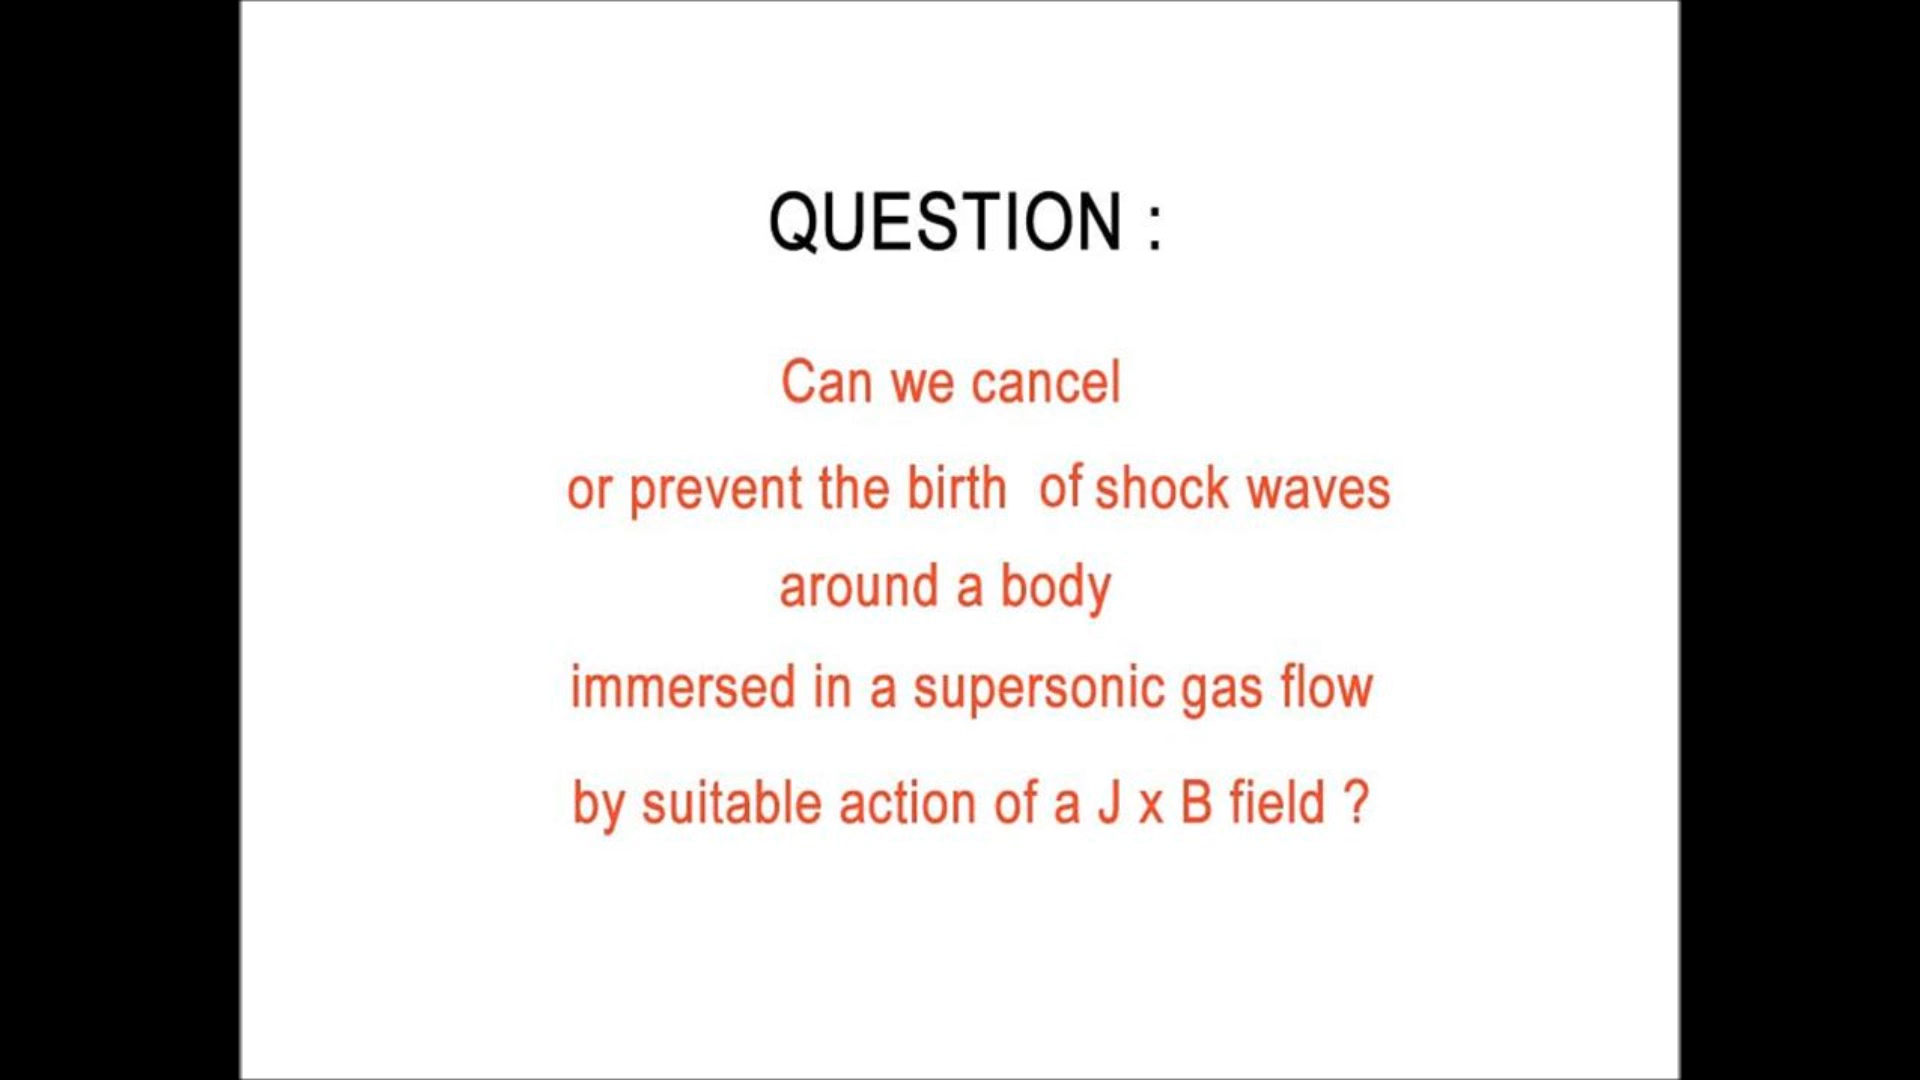 QUESTION :
Can we cancel
or prevent the birth of shock waves
around a body
immersed in a supersonic gas flow
by suitable action of a J x B field ?